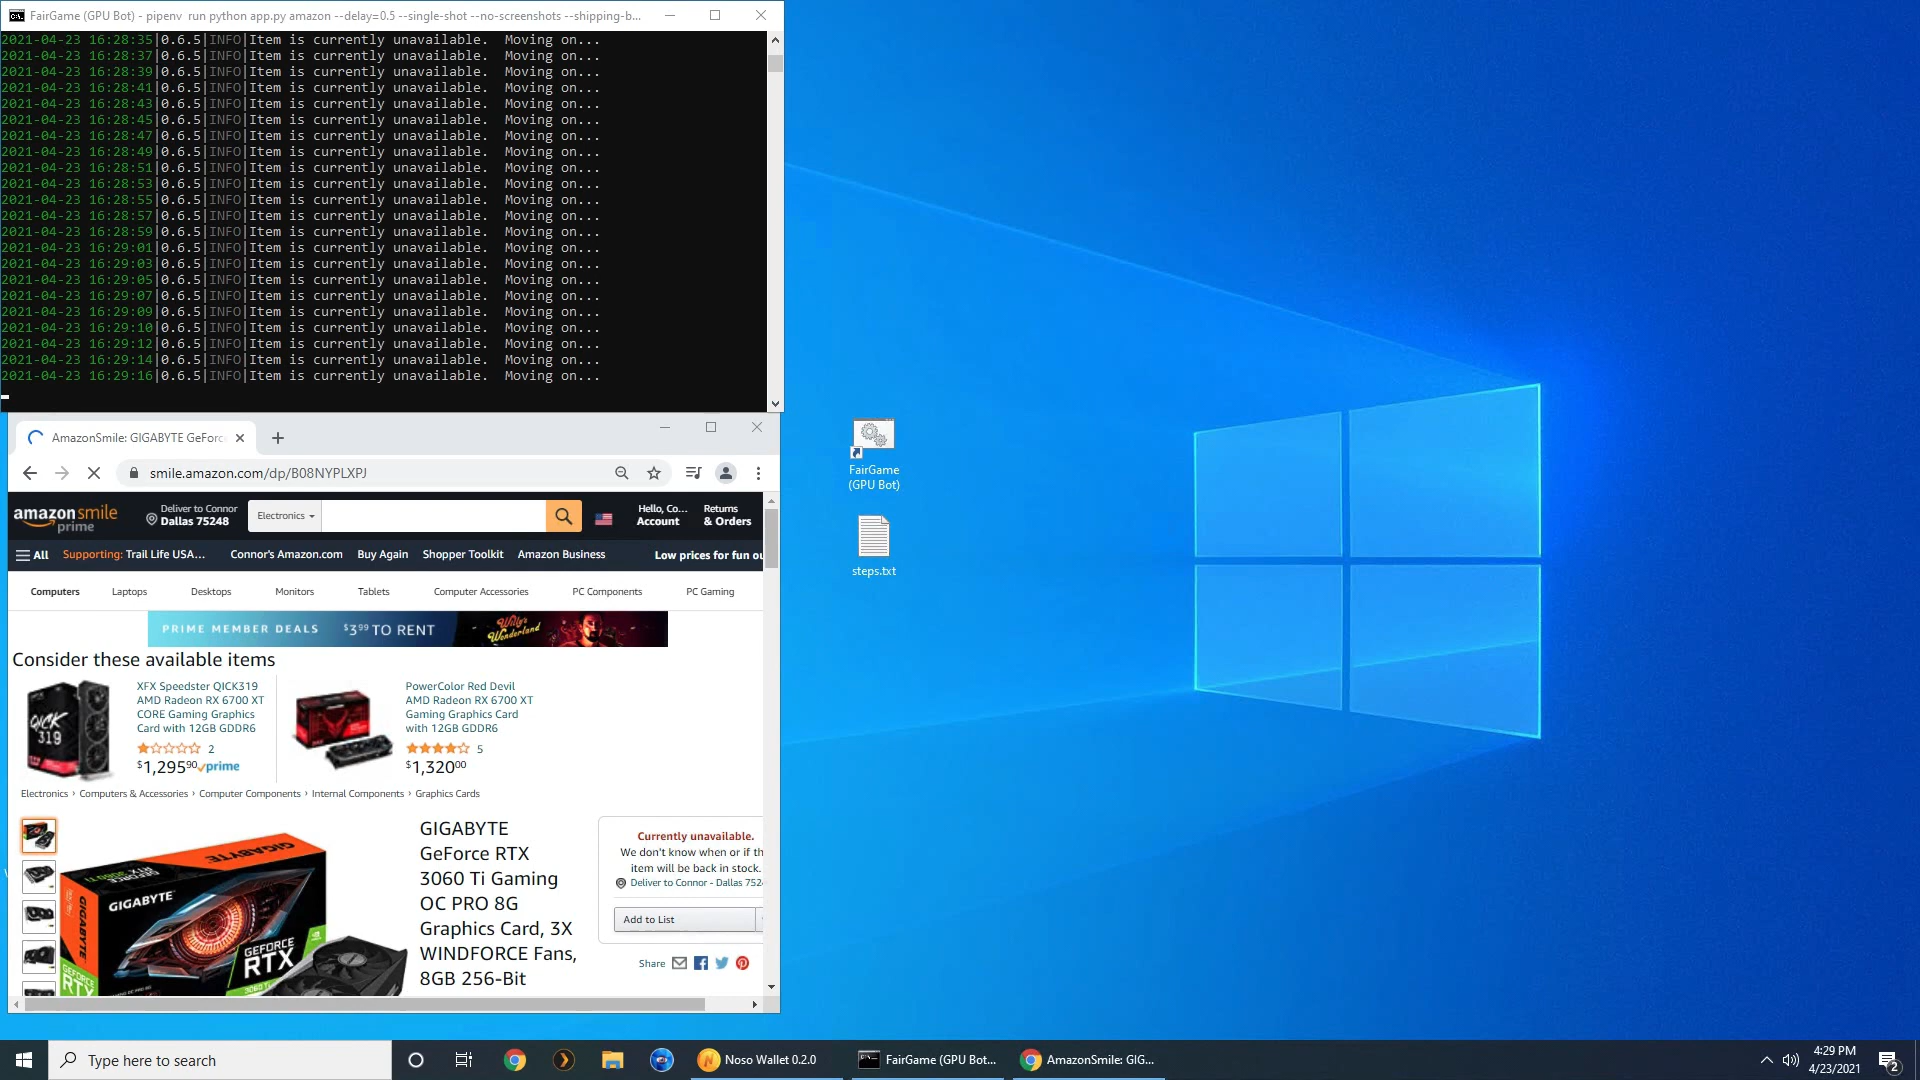 FairGame (GPU Bot) - pipenv  run python app.py amazon --delay=0.5 --single-shot --no-screenshots --shipping-b...
2021-04-23 16:28:35|0.6.5|INFO|Item is currently unavailable.  Moving on...
2021-04-23 16:28:37|0.6.5|INFO|Item is currently unavailable.  Moving on...
2021-04-23 16:28:39|0.6.5|INFO|Item is currently unavailable.  Moving on...
2021-04-23 16:28:41|0.6.5|INFO|Item is currently unavailable.  Moving on...
2021-04-23 16:28:43|0.6.5|INFO|Item is currently unavailable.  Moving on...
2021-04-23 16:28:45|0.6.5|INFO|Item is currently unavailable.  Moving on...
2021-04-23 16:28:47|0.6.5|INFO|Item is currently unavailable.  Moving on...
2021-04-23 16:28:49|0.6.5|INFO|Item is currently unavailable.  Moving on...
2021-04-23 16:28:51|0.6.5|INFO|Item is currently unavailable.  Moving on...
2021-04-23 16:28:53|0.6.5|INFO|Item is currently unavailable.  Moving on...
2021-04-23 16:28:55|0.6.5|INFO|Item is currently unavailable.  Moving on...
2021-04-23 16:28:57|0.6.5|INFO|Item is currently unavailable.  Moving on...
2021-04-23 16:28:59|0.6.5|INFO|Item is currently unavailable.  Moving on...
2021-04-23 16:29:01|0.6.5|INFO|Item is currently unavailable.  Moving on...
2021-04-23 16:29:03|0.6.5|INFO|Item is currently unavailable.  Moving on...
2021-04-23 16:29:05|0.6.5|INFO|Item is currently unavailable.  Moving on...
2021-04-23 16:29:07|0.6.5|INFO|Item is currently unavailable.  Moving on...
2021-04-23 16:29:09|0.6.5|INFO|Item is currently unavailable.  Moving on...
2021-04-23 16:29:10|0.6.5|INFO|Item is currently unavailable.  Moving on...
2021-04-23 16:29:12|0.6.5|INFO|Item is currently unavailable.  Moving on...
2021-04-23 16:29:14|0.6.5|INFO|Item is currently unavailable.  Moving on...
2021-04-23 16:29:16|0.6.5|INFO|Item is currently unavailable.  Moving on...
AmazonSmile: GIGABYTE GeForc
smile.amazon.com/dp/B08NYPLXPJ
amazonsmile
prime
Deliver to Connor
Dallas 75248
Electronics
Hello, Co...
Account
Returns
& Orders
All
Supporting: Trail Life USA...
Connor's Amazon.com
Buy Again
Shopper Toolkit
Amazon Business
Low prices for fun ou
Computers
Laptops
Desktops
Monitors
Tablets
Computer Accessories
PC Components
PC Gaming
PRIME MEMBER DEALS
$3.99 TO RENT
Willy's
Wonderland
Consider these available items
QICK
319
XFX Speedster QICK319
AMD Radeon RX 6700 XT
CORE Gaming Graphics
Card with 12GB GDDR6
2
$1,295.90 prime
PowerColor Red Devil
AMD Radeon RX 6700 XT
Gaming Graphics Card
with 12GB GDDR6
5
$1,320.00
Electronics › Computers & Accessories › Computer Components › Internal Components › Graphics Cards
GIGABYTE
GIGABYTE
GIGABYTE
GEFORCE
RTX
GEFORCE
RTX
GIGABYTE
GeForce RTX
3060 Ti Gaming
OC PRO 8G
Graphics Card, 3X
WINDFORCE Fans,
8GB 256-Bit
Currently unavailable.
We don't know when or if th
item will be back in stock.
Deliver to Connor - Dallas 7524
Add to List
Share
FairGame
(GPU Bot)
steps.txt
Type here to search
Noso Wallet 0.2.0
FairGame (GPU Bot...
AmazonSmile: GIG...
4:29 PM
4/23/2021
2